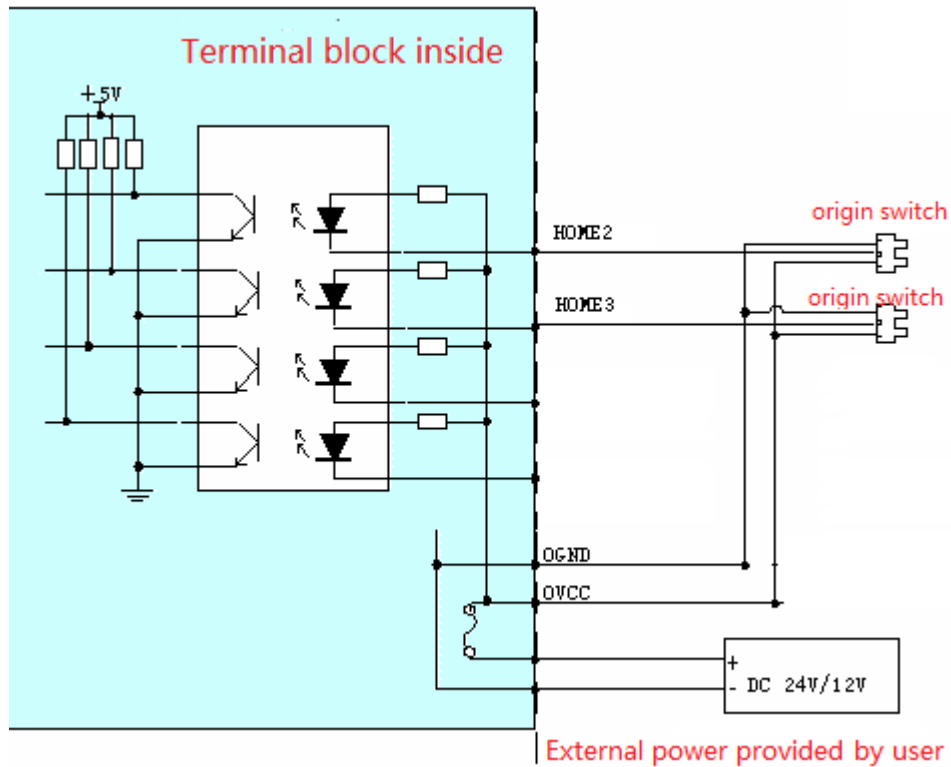 Terminal block inside
+5V
origin switch
HOME2
origin switch
HOME3
OGND
OVCC
+
- DC 24V/12V
External power provided by user